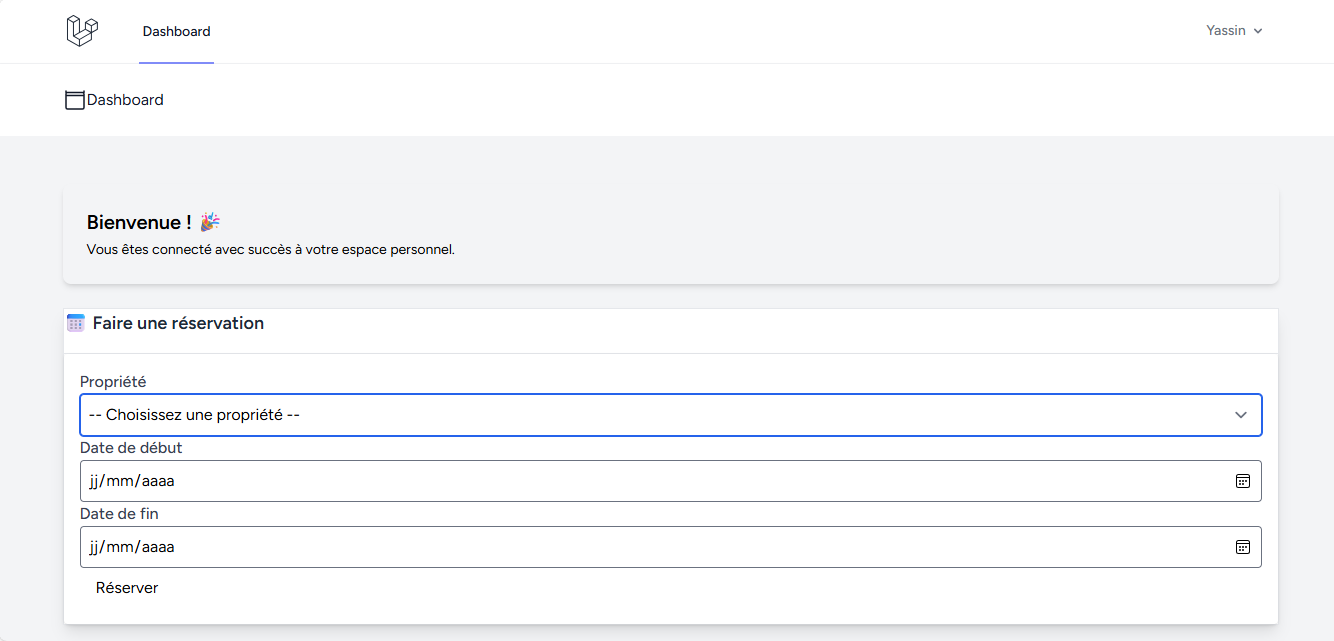 Dashboard
Yassin
Dashboard
Bienvenue ! 🎉
Vous êtes connecté avec succès à votre espace personnel.
Faire une réservation
Propriété
-- Choisissez une propriété --
Date de début
jj/mm/aaaa
Date de fin
jj/mm/aaaa
Réserver